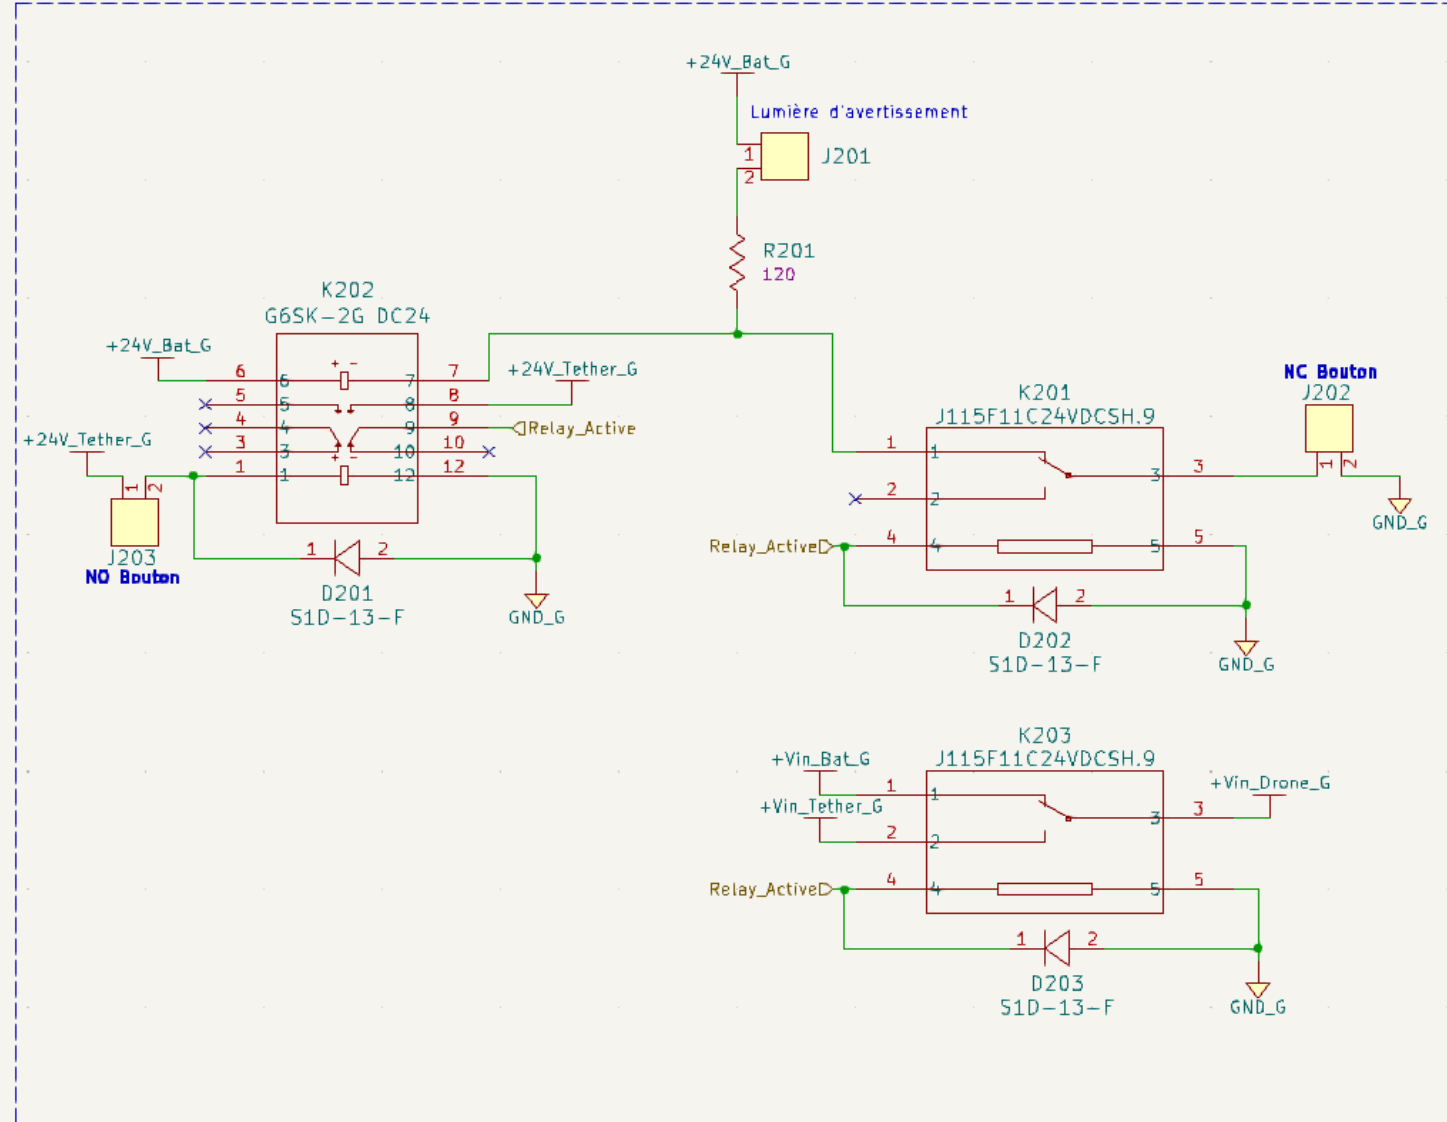 +24V_Bat_G
Lumière d'avertissement
1
J201
2
R201
120
K202
G6SK-2G DC24
+24V_Bat_G
+ -
6
6
7
7
+24V_Tether_G
5
5
8
8
4
4
9
9
Relay_Active
+24V_Tether_G
3
3
10
10
+ -
1
1
12
12
1
2
J203
NO Bouton
1
2
D201
S1D-13-F
GND_G
NC Bouton
J202
K201
J115F11C24VDCSH.9
1
1
1
2
3
3
2
2
GND_G
Relay_Active
4
4
5
5
1
2
D202
S1D-13-F
GND_G
K203
J115F11C24VDCSH.9
+Vin_Bat_G
1
1
+Vin_Drone_G
+Vin_Tether_G
3
3
2
2
Relay_Active
4
4
5
5
1
2
D203
S1D-13-F
GND_G